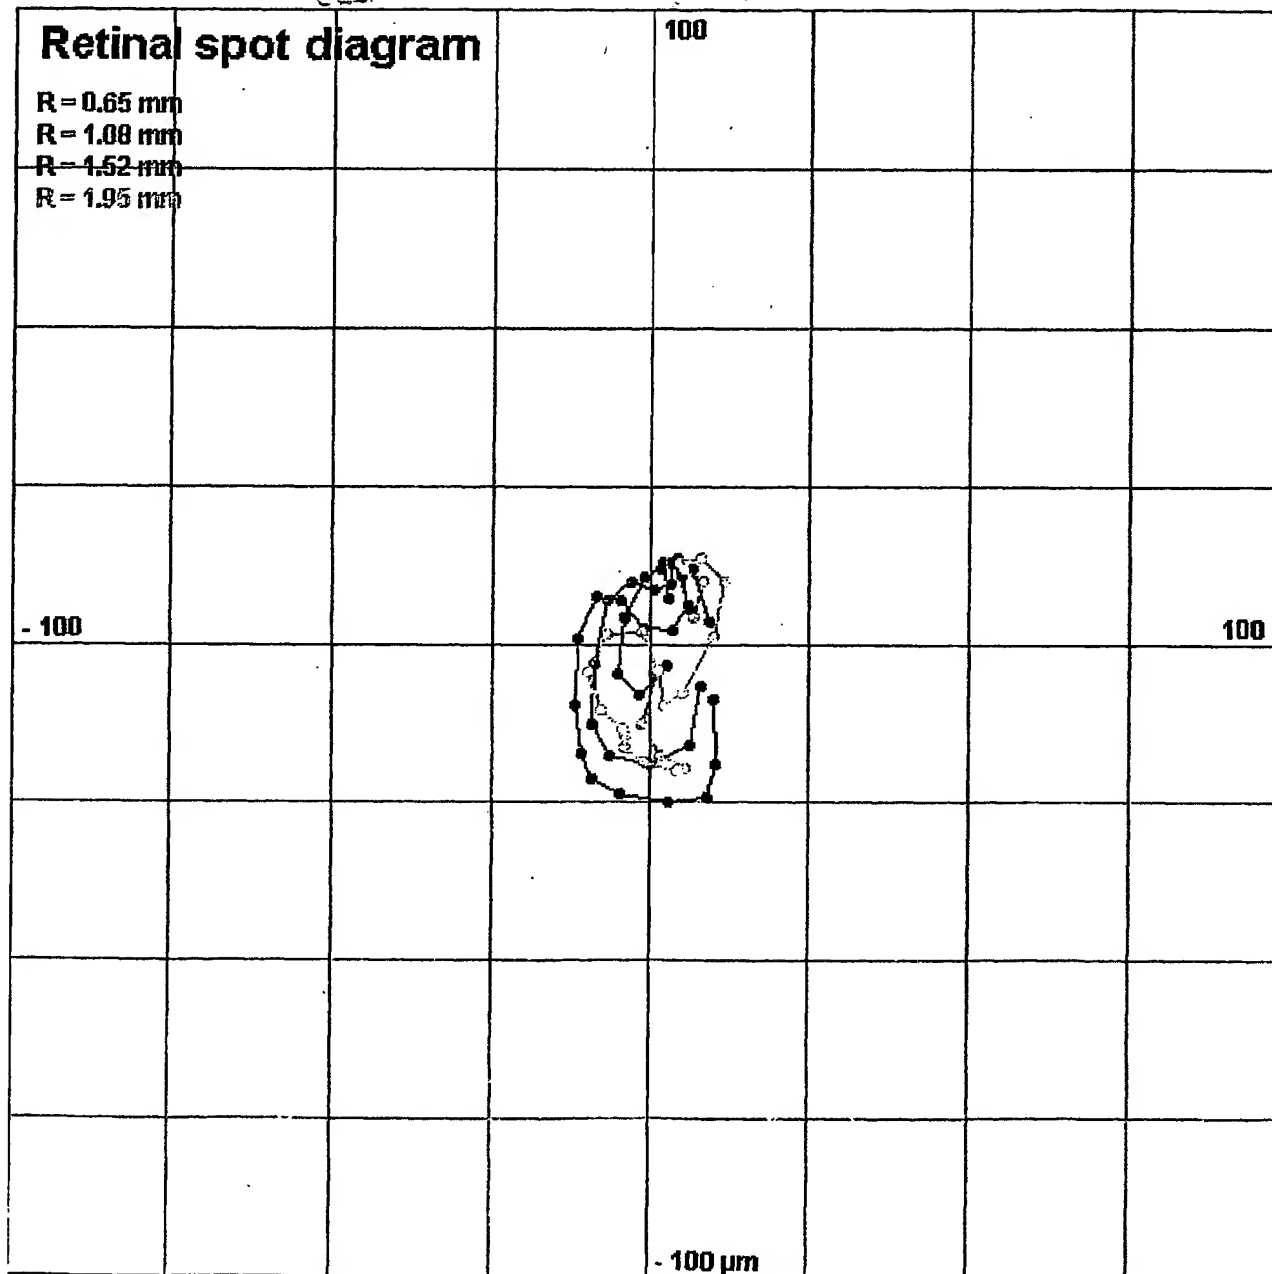 Retinal spot diagram
100
R = 0.65 mm
R = 1.08 mm
R = 1.52 mm
R = 1.95 mm
- 100
100
- 100 µm